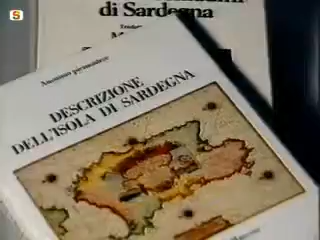 di Sardegna
Anonimo piemontese
DESCRIZIONE
DELL'ISOLA DI SARDEGNA